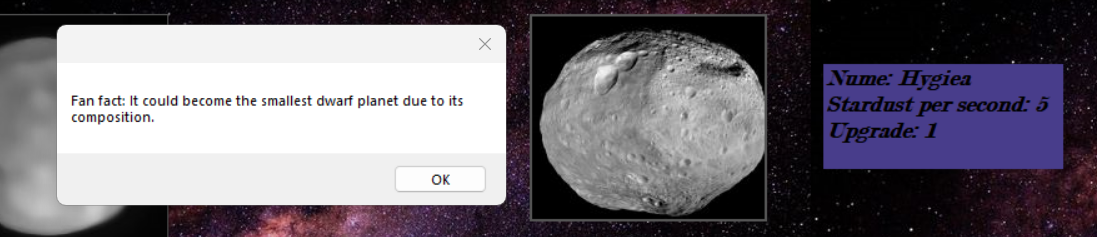 Fan fact: It could become the smallest dwarf planet due to its
composition.
OK
Nume: Hygiea
Stardust per second: 5
Upgrade: 1